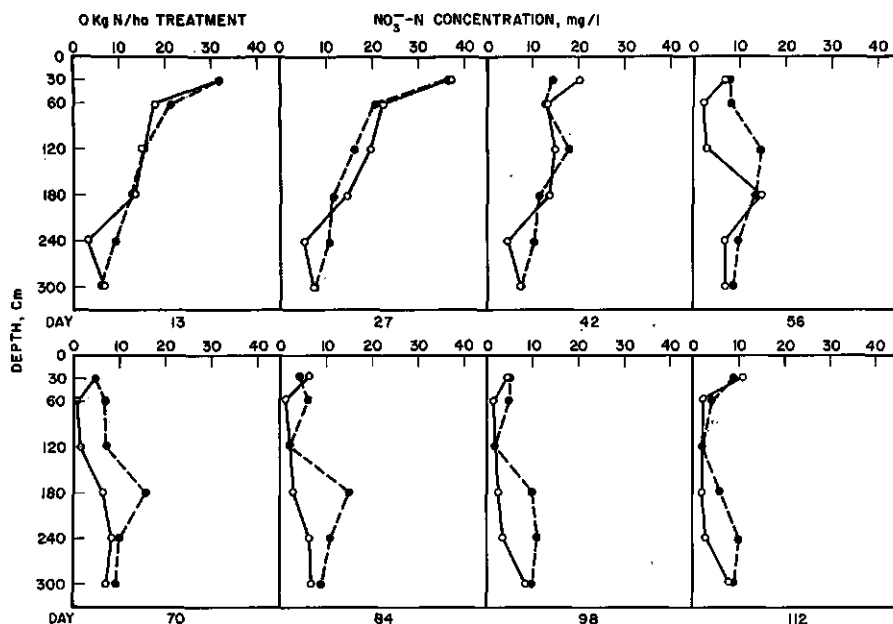 0 Kg N/ha TREATMENT NO₃⁻-N CONCENTRATION, mg/l
0 10 20 30 40 0 10 20 30 40 0 10 20 30 40 0 10 20 30 40
0
30
60
120
180
240
300
DAY 13 27 42 56
DEPTH, Cm
0 10 20 30 40 0 10 20 30 40 0 10 20 30 40 0 10 20 30 40
0
30
60
120
180
240
300
DAY 70 84 98 112